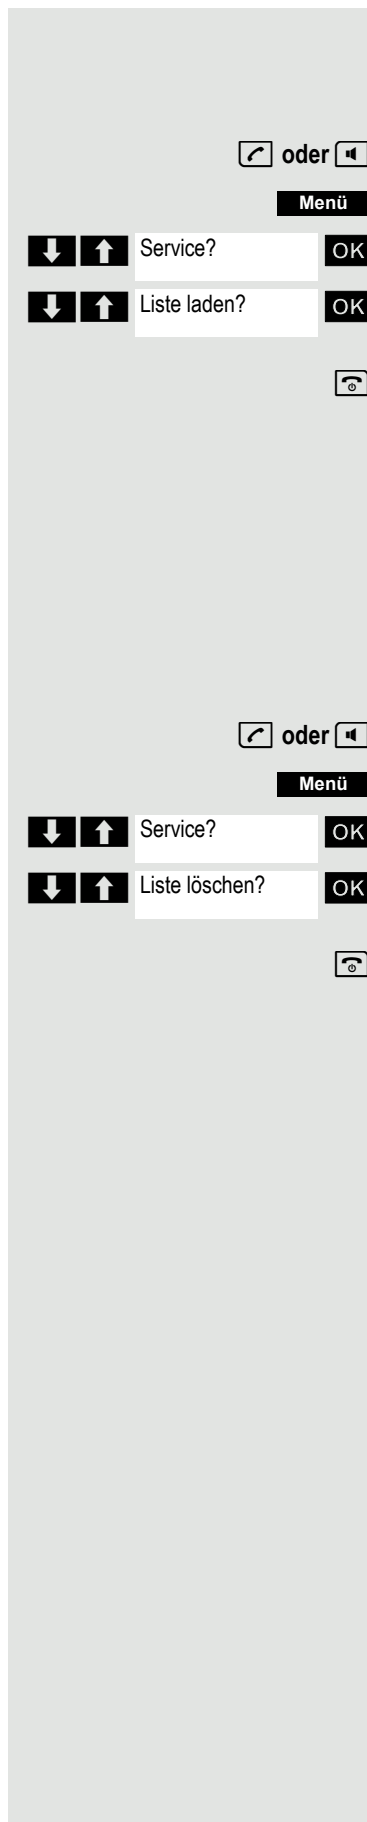 oder
Menü
Service? OK
Liste laden? OK
oder
Menü
Service? OK
Liste löschen? OK